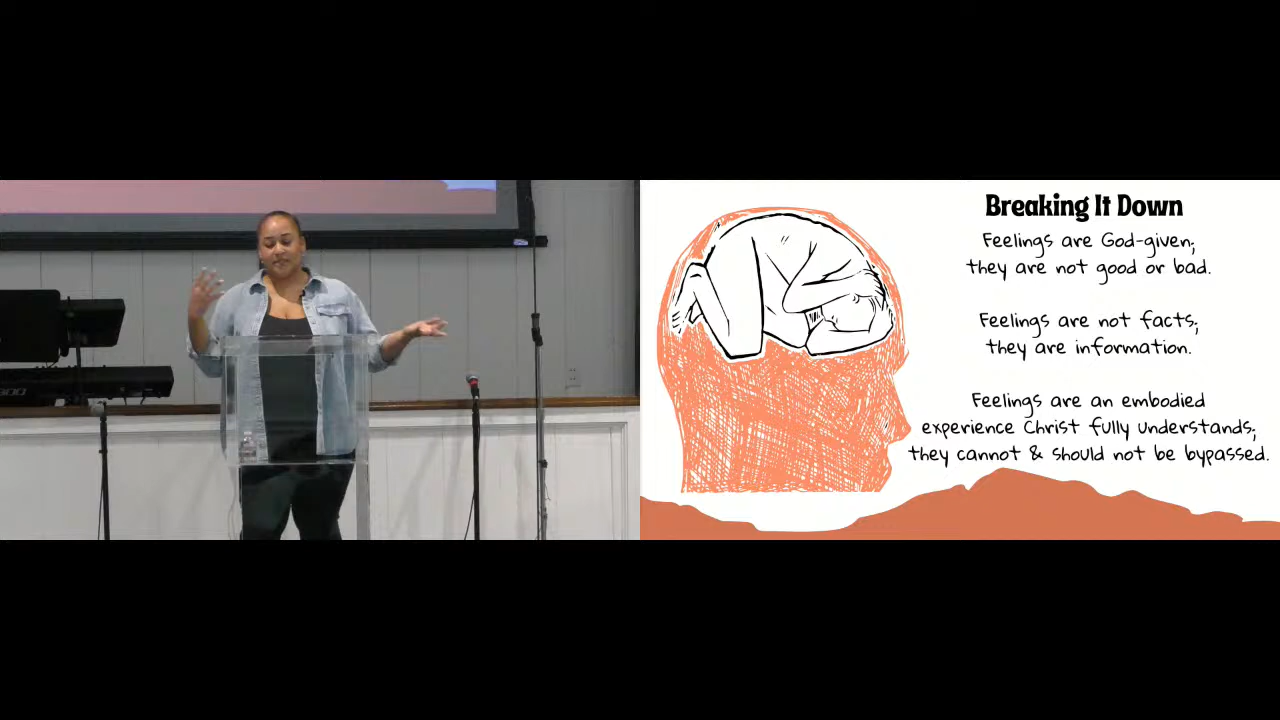 Breaking It Down
Feelings are God-given;
they are not good or bad.
Feelings are not facts;
they are information.
Feelings are an embodied
experience Christ fully understands;
they cannot & should not be bypassed.